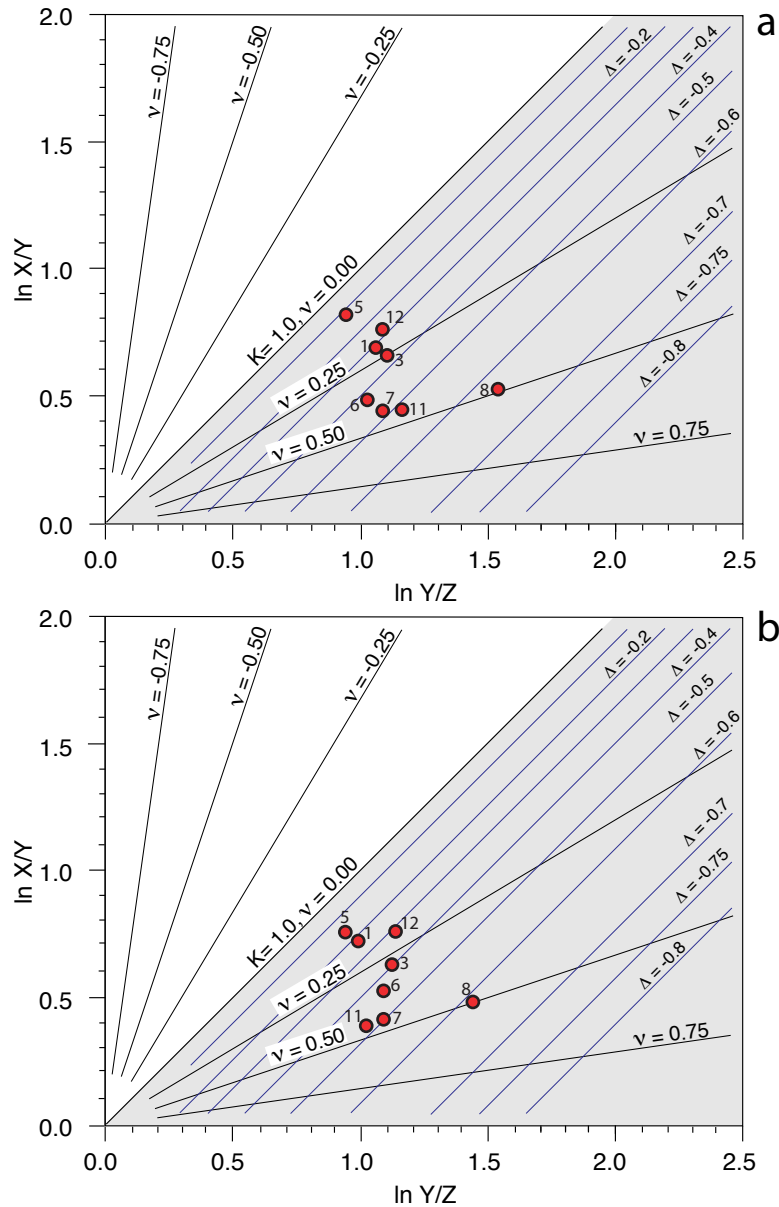 a
2.0
1.5
1.0
0.5
0.0
ln X/Y
ν = -0.75
ν = -0.50
ν = -0.25
K= 1.0, ν = 0.00
ν = 0.25
ν = 0.50
ν = 0.75
Δ = -0.2
Δ = -0.4
Δ = -0.5
Δ = -0.6
Δ = -0.7
Δ = -0.75
Δ = -0.8
5
12
1
3
6
7
11
8
0.0 0.5 1.0 1.5 2.0 2.5
ln Y/Z
b
2.0
1.5
1.0
0.5
0.0
ln X/Y
ν = -0.75
ν = -0.50
ν = -0.25
K= 1.0, ν = 0.00
ν = 0.25
ν = 0.50
ν = 0.75
Δ = -0.2
Δ = -0.4
Δ = -0.5
Δ = -0.6
Δ = -0.7
Δ = -0.75
Δ = -0.8
5
1
12
3
6
11
7
8
0.0 0.5 1.0 1.5 2.0 2.5
ln Y/Z